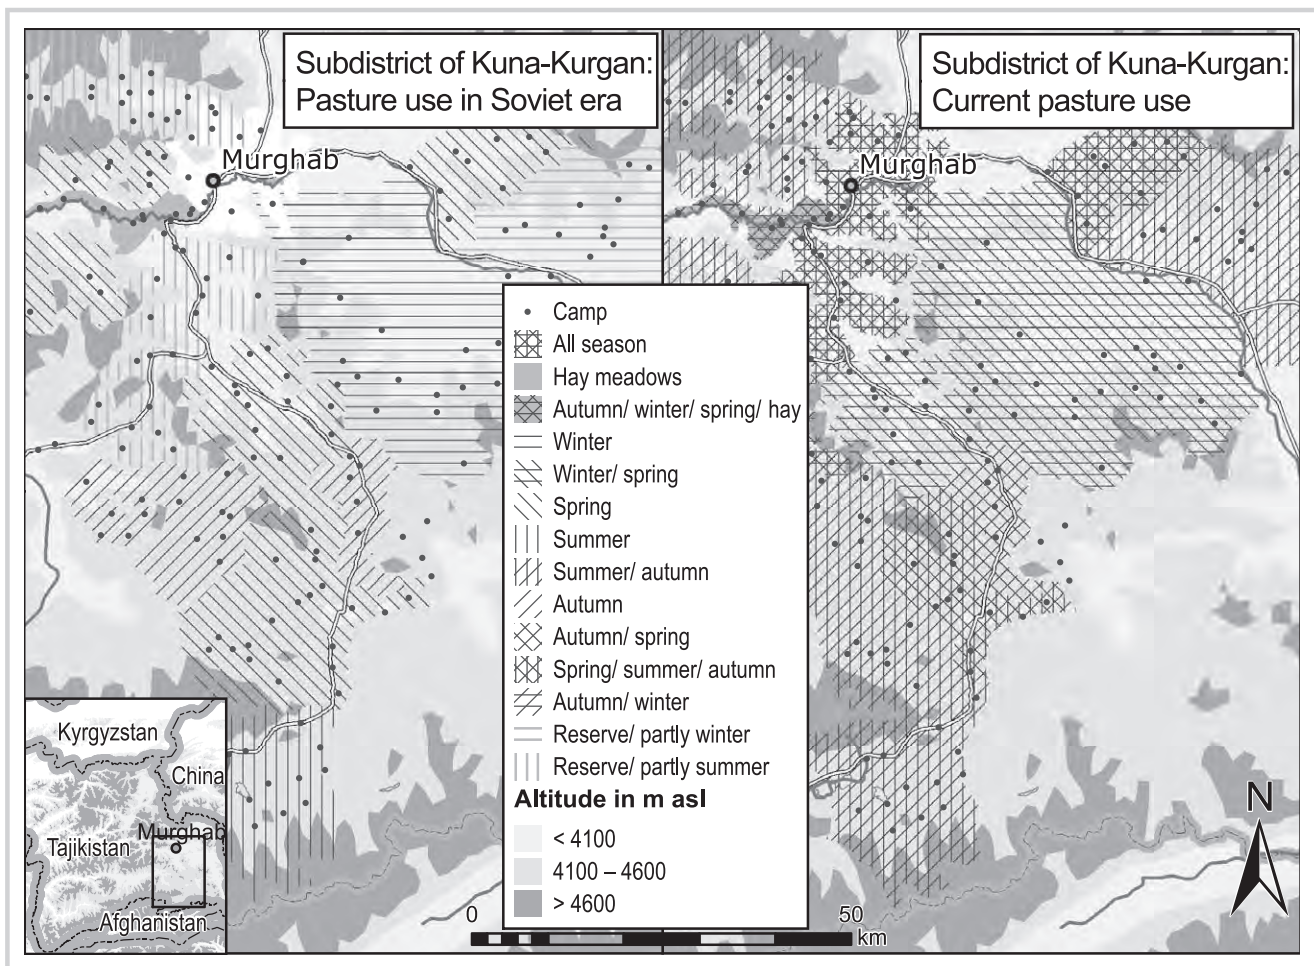 Subdistrict of Kuna-Kurgan:
Pasture use in Soviet era
Subdistrict of Kuna-Kurgan:
Current pasture use
Murghab
Murghab
Camp
All season
Hay meadows
Autumn/ winter/ spring/ hay
Winter
Winter/ spring
Spring
Summer
Summer/ autumn
Autumn
Autumn/ spring
Spring/ summer/ autumn
Autumn/ winter
Reserve/ partly winter
Reserve/ partly summer
Altitude in m asl
< 4100
4100 – 4600
> 4600
Kyrgyzstan
China
Murghab
Tajikistan
Afghanistan
N
0
50
km